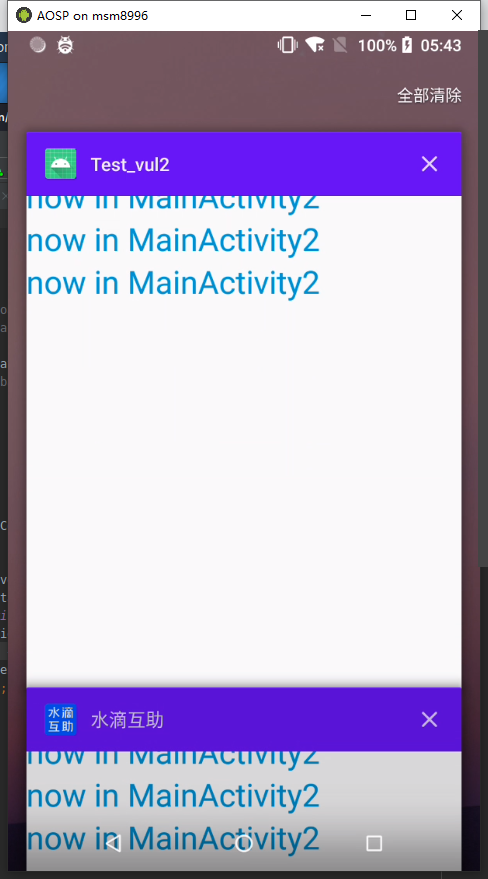 AOSP on msm8996
100% 05:43
全部清除
Test_vul2
now in MainActivity2
now in MainActivity2
now in MainActivity2
水滴
互助
水滴互助
now in MainActivity2
now in MainActivity2
now in MainActivity2